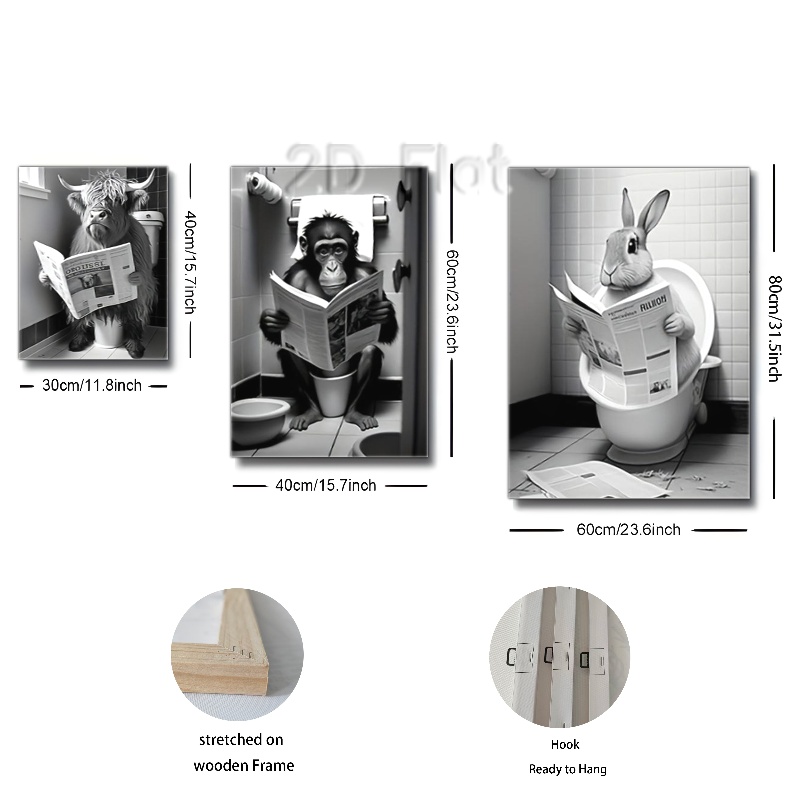 2D Flat
40cm/15.7inch
30cm/11.8inch
60cm/23.6inch
40cm/15.7inch
80cm/31.5inch
60cm/23.6inch
stretched on
wooden Frame
Hook
Ready to Hang